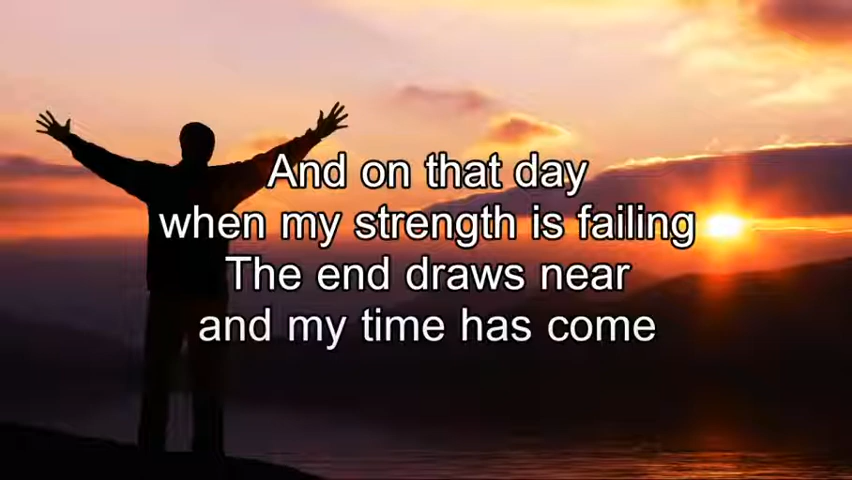 And on that day
when my strength is failing
The end draws near
and my time has come